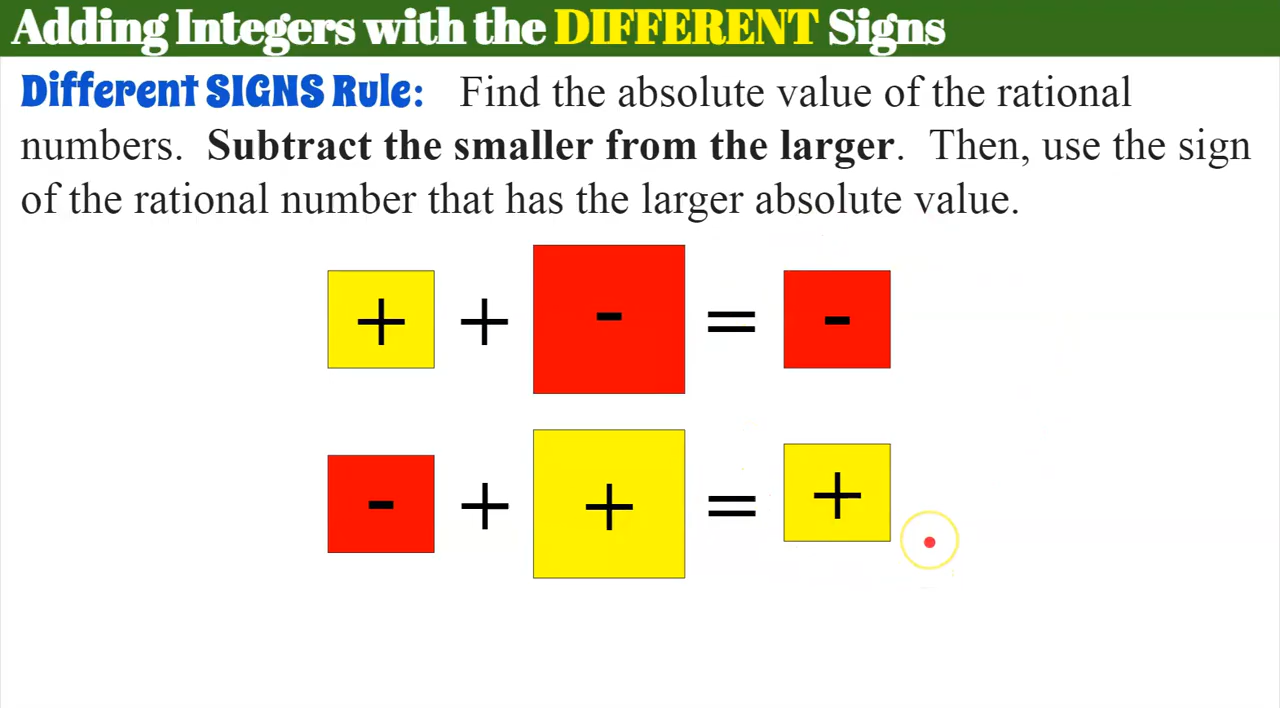 Adding Integers with the DIFFERENT Signs
Different SIGNS Rule: Find the absolute value of the rational
numbers. Subtract the smaller from the larger. Then, use the sign
of the rational number that has the larger absolute value.
+ + - = -
- + + = +